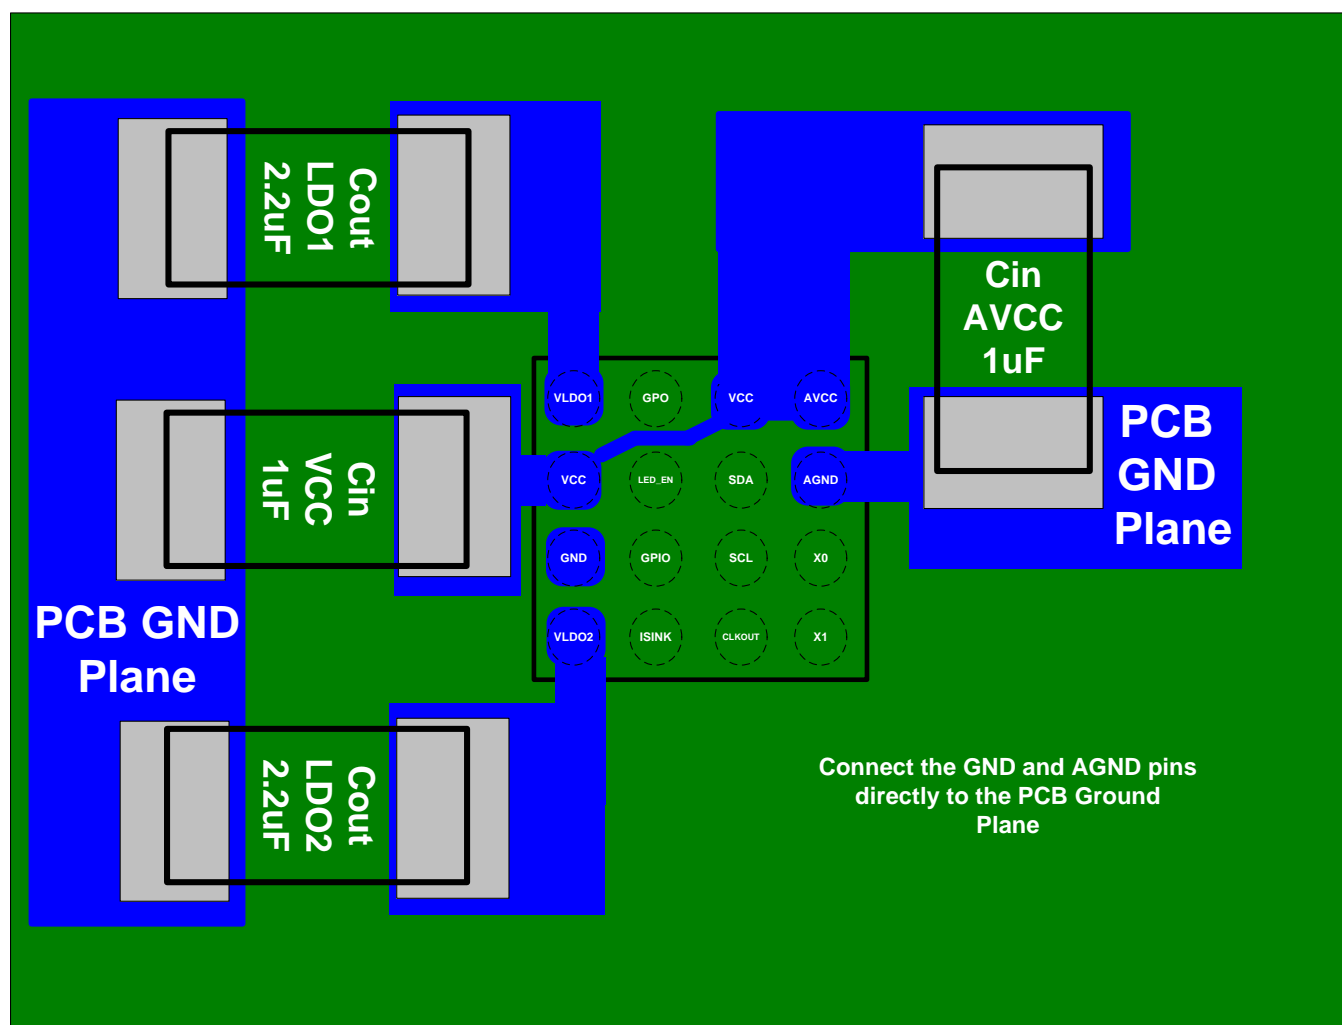 Cout
LDO1
2.2uF
Cin
AVCC
1uF
VLDO1 GPO VCC AVCC
PCB
GND
Plane
Cin
VCC
1uF
VCC LED_EN SDA AGND
GND GPIO SCL X0
PCB GND
Plane
VLDO2 ISINK CLKOUT X1
Cout
LDO2
2.2uF
Connect the GND and AGND pins
directly to the PCB Ground
Plane